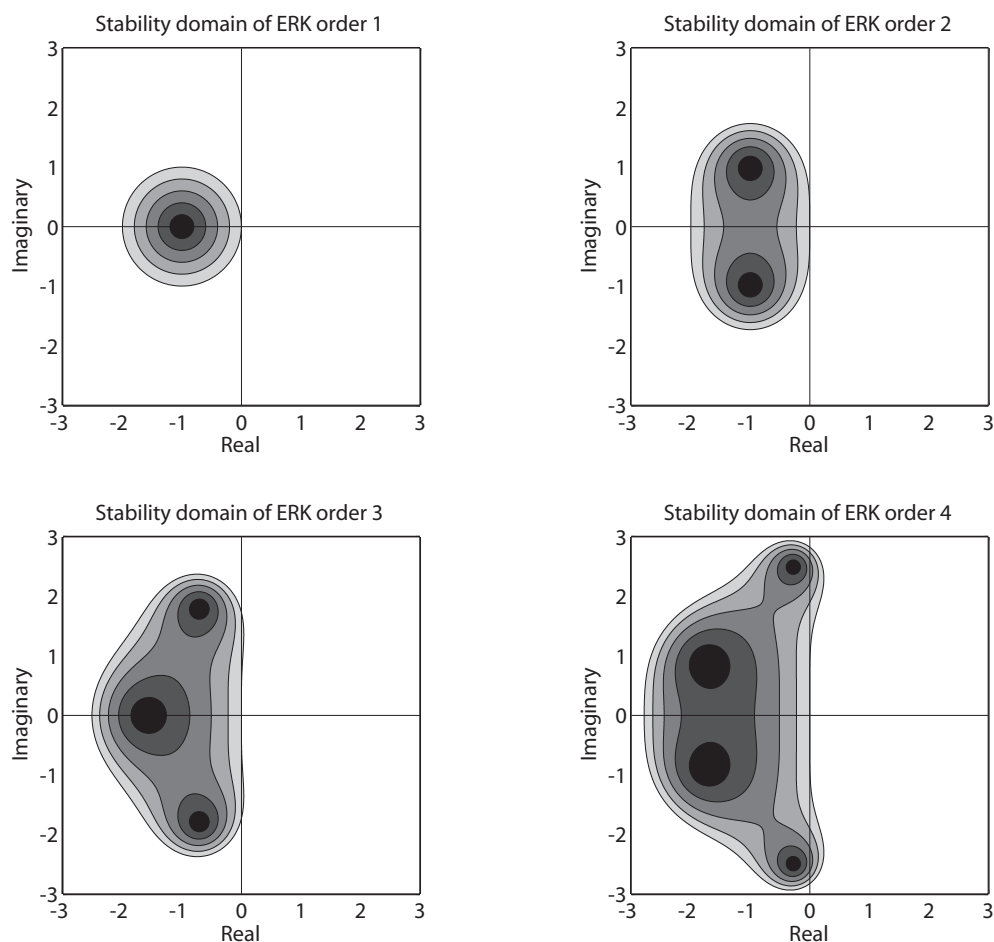 Stability domain of ERK order 1
3
2
1
0
-1
-2
-3
-3 -2 -1 0 1 2 3
Imaginary
Real
Stability domain of ERK order 2
3
2
1
0
-1
-2
-3
-3 -2 -1 0 1 2 3
Imaginary
Real
Stability domain of ERK order 3
3
2
1
0
-1
-2
-3
-3 -2 -1 0 1 2 3
Imaginary
Real
Stability domain of ERK order 4
3
2
1
0
-1
-2
-3
-3 -2 -1 0 1 2 3
Imaginary
Real